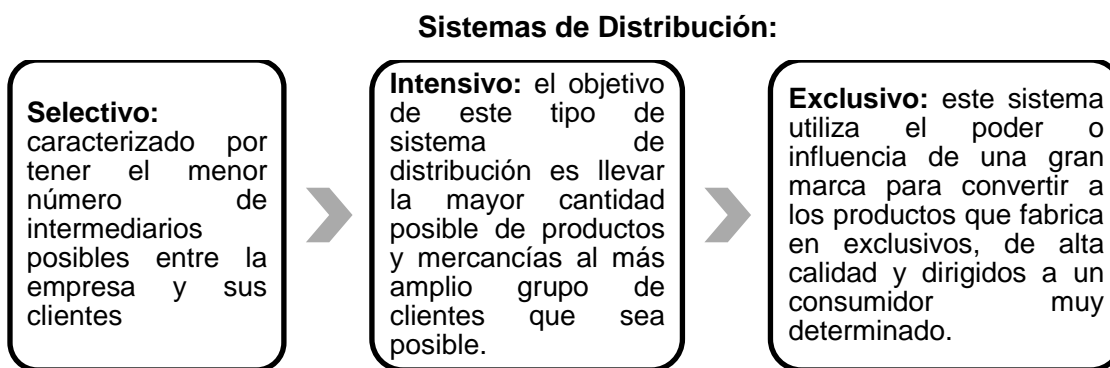 Sistemas de Distribución:
Selectivo:
caracterizado por
tener el menor
número de
intermediarios
posibles entre la
empresa y sus
clientes
Intensivo: el objetivo
de este tipo de
sistema de
distribución es llevar
la mayor cantidad
posible de productos
y mercancías al más
amplio grupo de
clientes que sea
posible.
Exclusivo: este sistema
utiliza el poder o
influencia de una gran
marca para convertir a
los productos que fabrica
en exclusivos, de alta
calidad y dirigidos a un
consumidor muy
determinado.